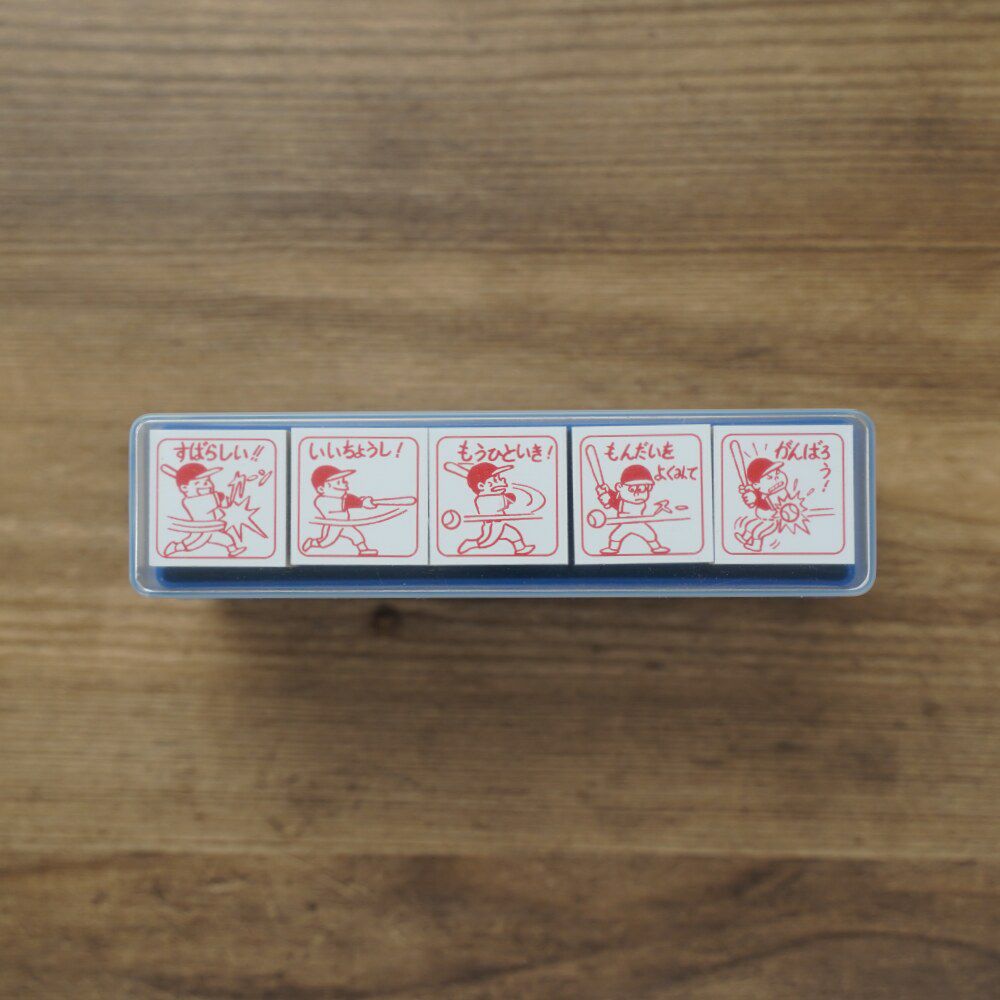 すばらしい!!
カーン
いいちょうし!
もうひといき!
もんだいを
よくみて
スー
がんばろ
う!